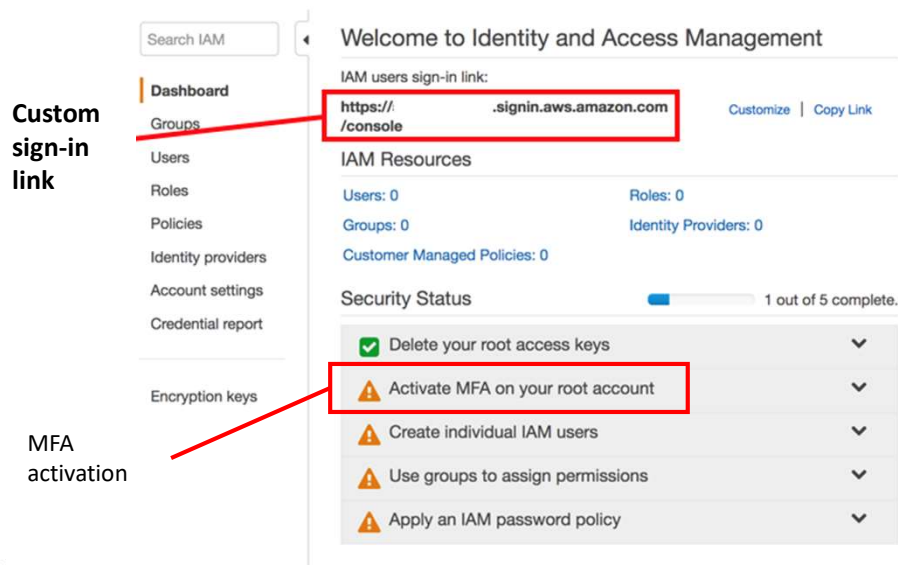 Search IAM
Welcome to Identity and Access Management
IAM users sign-in link:
Dashboard
https:// .signin.aws.amazon.com
/console
Customize | Copy Link
Custom
sign-in
link
Groups
Users
Roles
Policies
Identity providers
Account settings
Credential report
Encryption keys
IAM Resources
Users: 0
Roles: 0
Groups: 0
Identity Providers: 0
Customer Managed Policies: 0
Security Status
1 out of 5 complete.
Delete your root access keys
Activate MFA on your root account
Create individual IAM users
Use groups to assign permissions
Apply an IAM password policy
MFA
activation